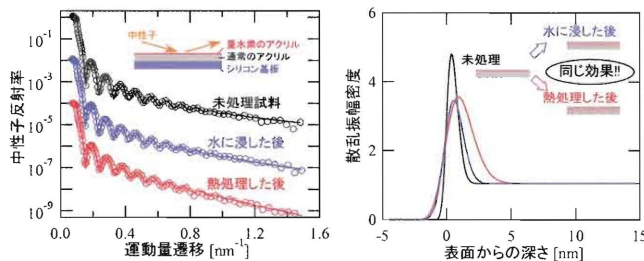 中性子反射率
10⁻¹
10⁻³
10⁻⁵
10⁻⁷
10⁻⁹
中性子
重水素のアクリル
通常のアクリル
シリコン基板
未処理試料
水に浸した後
熱処理した後
0.0 0.4 0.8 1.2 1.6
運動量遷移 [nm⁻¹]
散乱振幅密度
6
4
2
0
水に浸した後
未処理
同じ効果!!
熱処理した後
-5 0 5 10 15
表面からの深さ [nm]